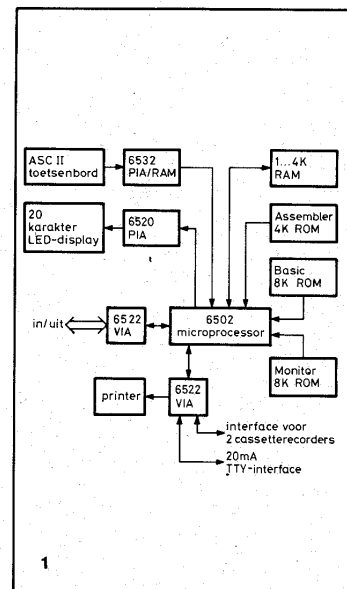 ASC II
toetsenbord
6532
PIA/RAM
1...4K
RAM
20
karakter
LED-display
6520
PIA
Assembler
4K ROM
Basic
8K ROM
in/uit
6522
VIA
6502
microprocessor
Moniter
8K ROM
printer
6522
VIA
interface voor
2 cassetterecorders
20mA
TTY-interface
1